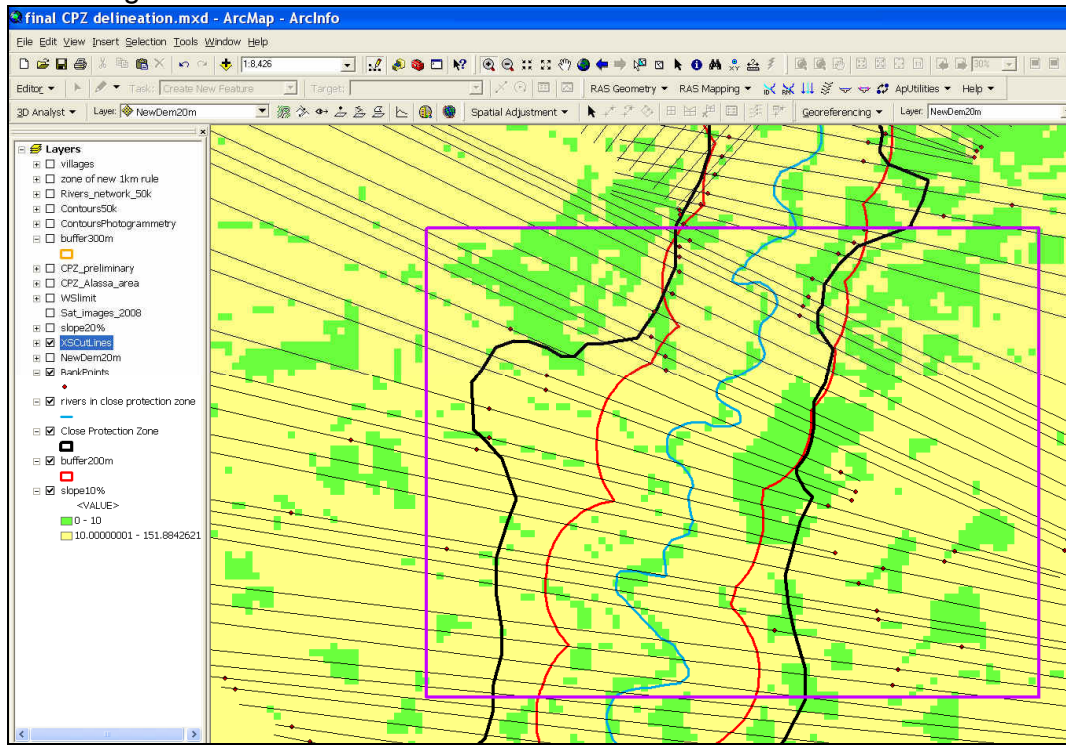 final CPZ delineation.mxd - ArcMap - ArcInfo
File Edit View Insert Selection Tools Window Help
1:8,426 30%
Editor Task: Create New Feature Target: RAS Geometry RAS Mapping ApUtilities Help
3D Analyst Layer: NewDem20m Spatial Adjustment Georeferencing Layer: NewDem20m
Layers
villages
zone of new 1km rule
Rivers_network_50k
Contours50k
ContoursPhotogrammetry
buffer300m
CPZ_preliminary
CPZ_Alassa_area
WSlimit
Sat_images_2008
slope20%
XSCutLines
NewDem20m
BankPoints
rivers in close protection zone
Close Protection Zone
buffer200m
slope10%
<VALUE>
0 - 10
10.00000001 - 151.8842621